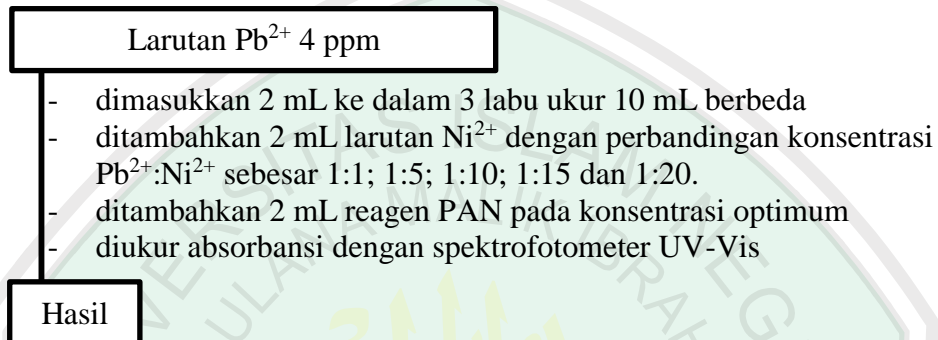 Larutan Pb²⁺ 4 ppm
- dimasukkan 2 mL ke dalam 3 labu ukur 10 mL berbeda
- ditambahkan 2 mL larutan Ni²⁺ dengan perbandingan konsentrasi
Pb²⁺:Ni²⁺ sebesar 1:1; 1:5; 1:10; 1:15 dan 1:20.
- ditambahkan 2 mL reagen PAN pada konsentrasi optimum
- diukur absorbansi dengan spektrofotometer UV-Vis
Hasil